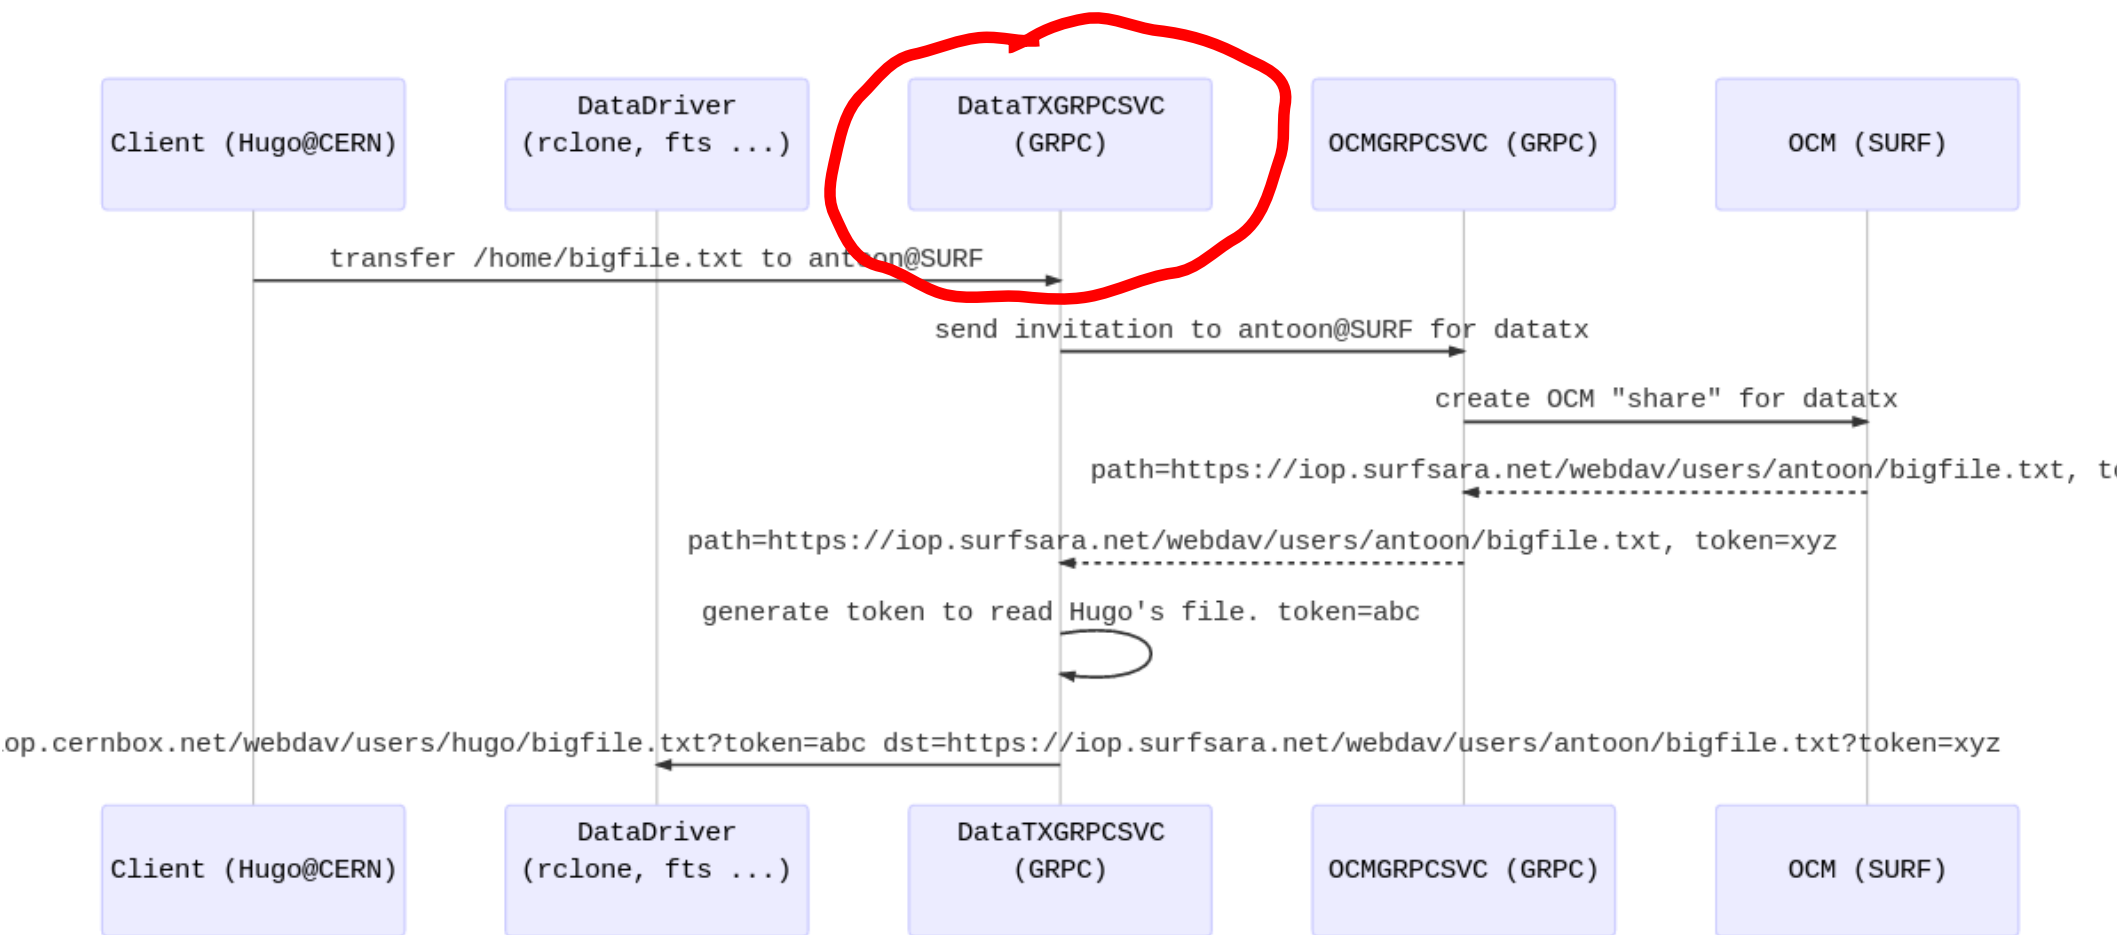 Client (Hugo@CERN)
DataDriver
(rclone, fts ...)
DataTXGRPCSVC
(GRPC)
OCMGRPCSVC (GRPC)
OCM (SURF)
transfer /home/bigfile.txt to antoon@SURF
send invitation to antoon@SURF for datatx
create OCM "share" for datatx
path=https://iop.surfsara.net/webdav/users/antoon/bigfile.txt,
path=https://iop.surfsara.net/webdav/users/antoon/bigfile.txt, token=xyz
generate token to read Hugo's file. token=abc
op.cernbox.net/webdav/users/hugo/bigfile.txt?token=abc dst=https://iop.surfsara.net/webdav/users/antoon/bigfile.txt?token=xyz
Client (Hugo@CERN)
DataDriver
(rclone, fts ...)
DataTXGRPCSVC
(GRPC)
OCMGRPCSVC (GRPC)
OCM (SURF)